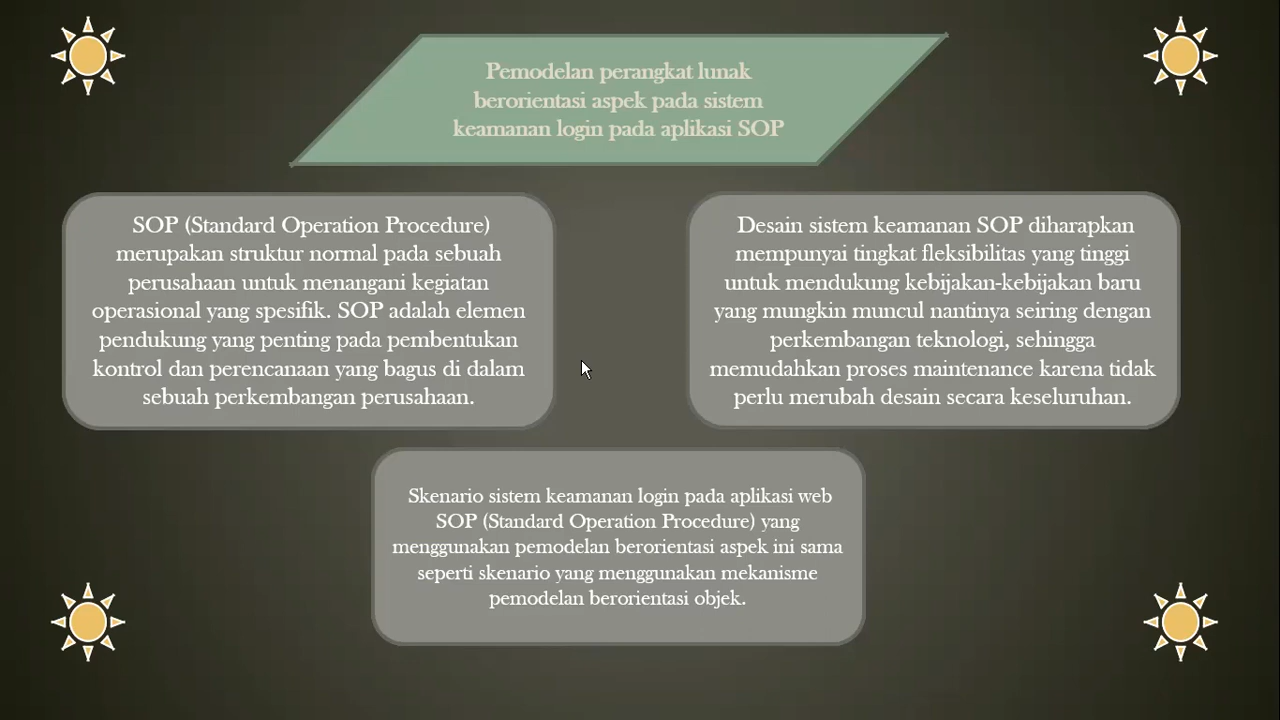 Pemodelan perangkat lunak
berorientasi aspek pada sistem
keamanan login pada aplikasi SOP
SOP (Standard Operation Procedure)
merupakan struktur normal pada sebuah
perusahaan untuk menangani kegiatan
operasional yang spesifik. SOP adalah elemen
pendukung yang penting pada pembentukan
kontrol dan perencanaan yang bagus di dalam
sebuah perkembangan perusahaan.
Desain sistem keamanan SOP diharapkan
mempunyai tingkat fleksibilitas yang tinggi
untuk mendukung kebijakan-kebijakan baru
yang mungkin muncul nantinya seiring dengan
perkembangan teknologi, sehingga
memudahkan proses maintenance karena tidak
perlu merubah desain secara keseluruhan.
Skenario sistem keamanan login pada aplikasi web
SOP (Standard Operation Procedure) yang
menggunakan pemodelan berorientasi aspek ini sama
seperti skenario yang menggunakan mekanisme
pemodelan berorientasi objek.